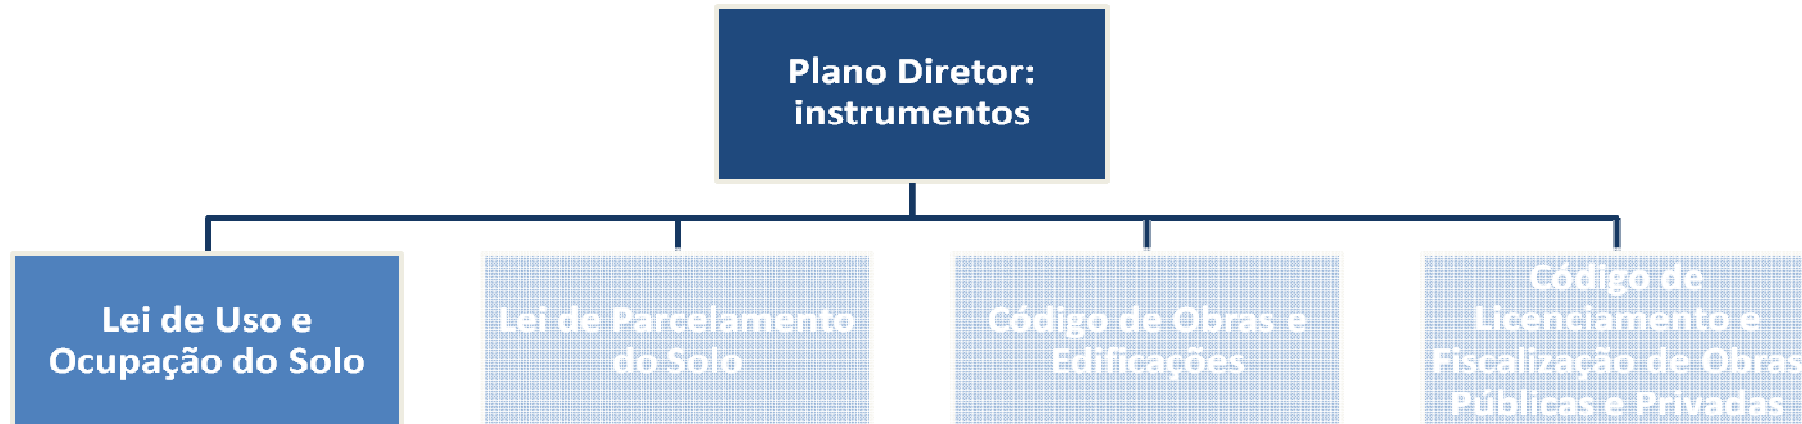 Plano Diretor:
instrumentos
Lei de Uso e
Ocupação do Solo
Lei de Parcelamento
do Solo
Código de Obras e
Edificações
Código de
Licenciamento e
Fiscalização de Obras
Públicas e Privadas